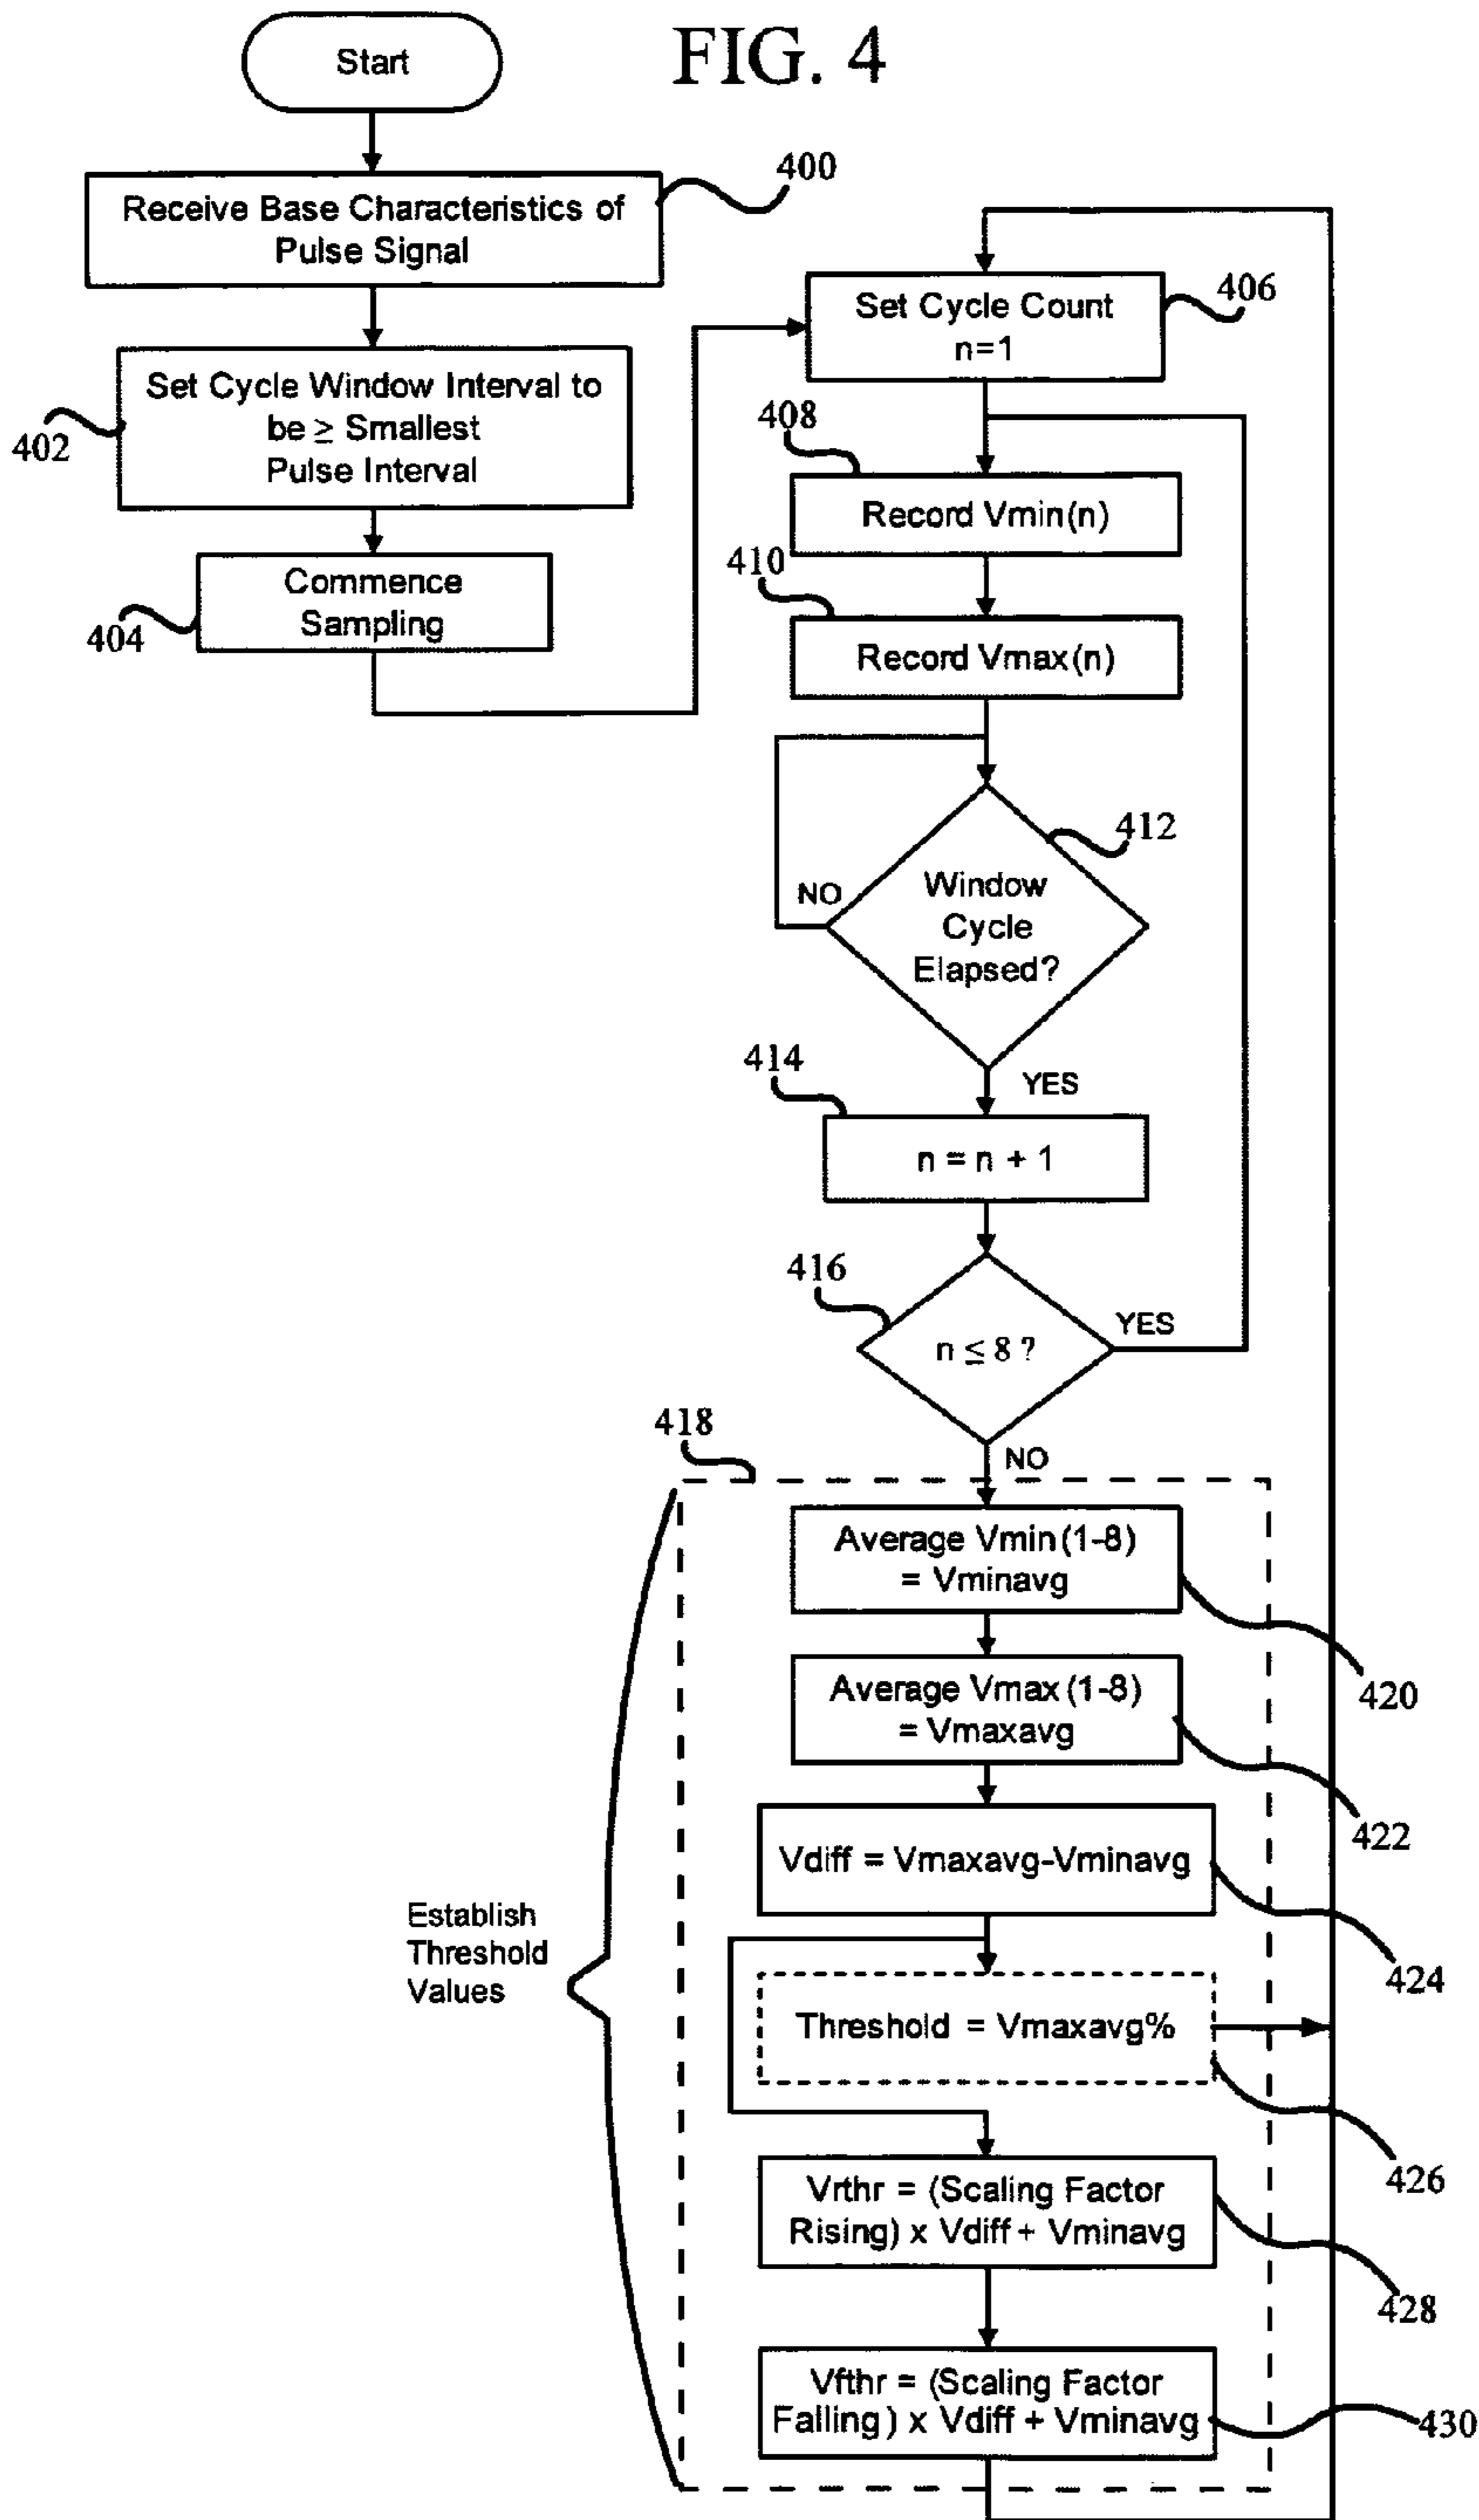 FIG. 4
Start
400
Receive Base Characteristics of
Pulse Signal
402
Set Cycle Window Interval to
be ≥ Smallest
Pulse Interval
404
Commence
Sampling
406
Set Cycle Count
n=1
408
Record Vmin(n)
410
Record Vmax(n)
412
Window
Cycle
Elapsed?
NO
YES
414
n = n + 1
416
n ≤ 8 ?
YES
NO
418
Establish
Threshold
Values
Average Vmin(1-8)
= Vminavg
420
Average Vmax(1-8)
= Vmaxavg
422
Vdiff = Vmaxavg-Vminavg
424
Threshold = Vmaxavg%
426
Vrthr = (Scaling Factor
Rising) x Vdiff + Vminavg
428
Vfthr = (Scaling Factor
Falling) x Vdiff + Vminavg
430